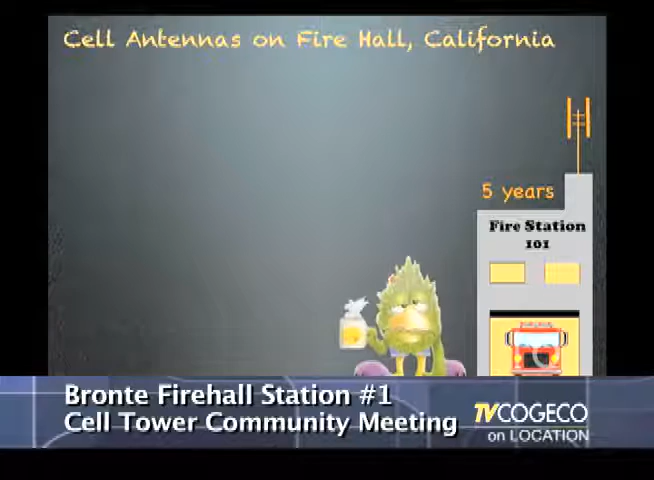 Cell Antennas on Fire Hall, California
5 years
Fire Station
101
Bronte Firehall Station #1
Cell Tower Community Meeting
TVCOGECO
on LOCATION